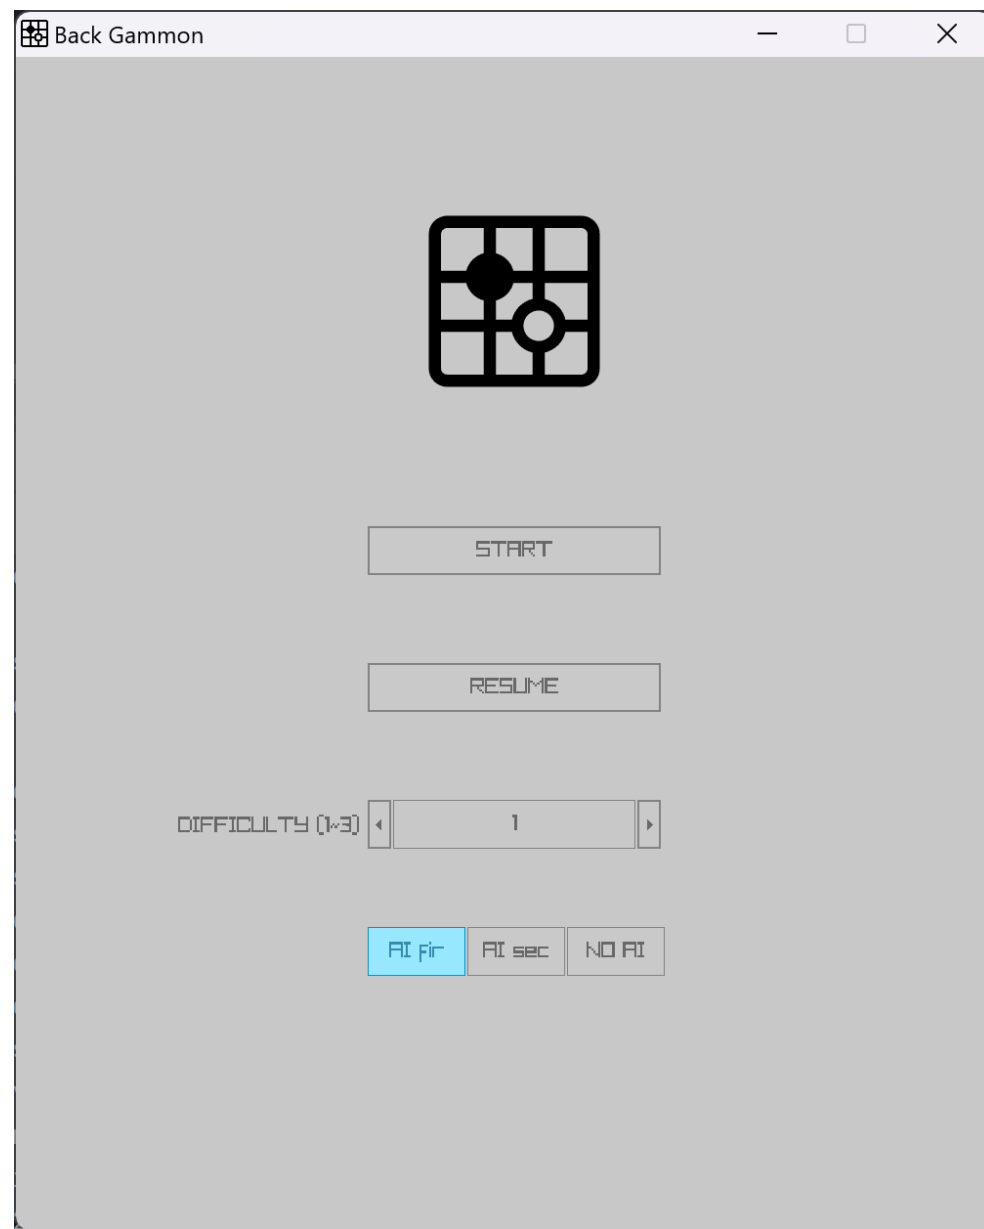 Back Gammon
START
RESUME
DIFFICULTY (1~3) 1
AI fir AI sec NO AI